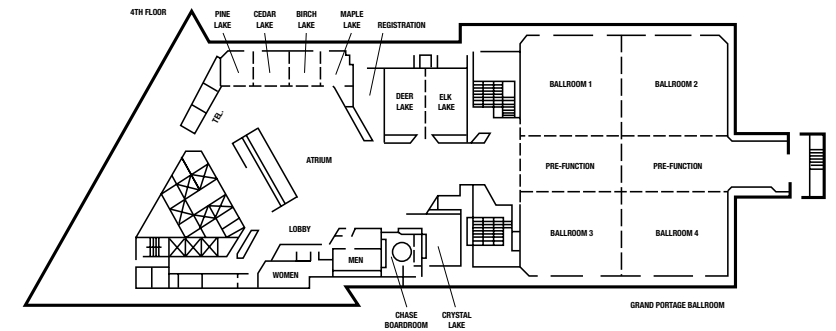 4TH FLOOR
PINE
LAKE
CEDAR
LAKE
BIRCH
LAKE
MAPLE
LAKE
REGISTRATION
TEL.
DEER
LAKE
ELK
LAKE
BALLROOM 1
BALLROOM 2
ATRIUM
PRE-FUNCTION
PRE-FUNCTION
LOBBY
BALLROOM 3
BALLROOM 4
MEN
WOMEN
CHASE
BOARDROOM
CRYSTAL
LAKE
GRAND PORTAGE BALLROOM